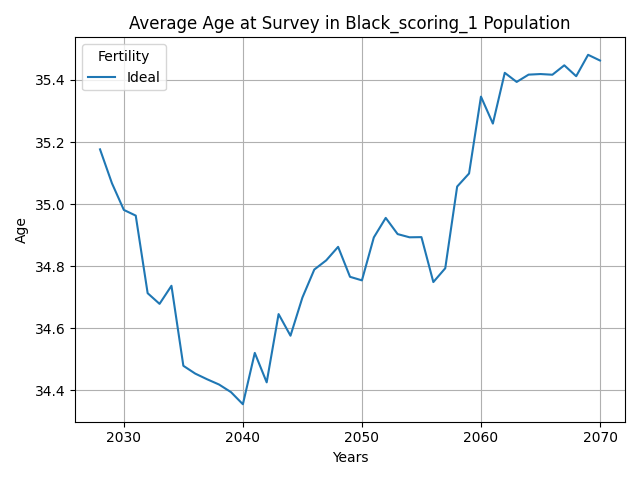 Average Age at Survey in Black_scoring_1 Population
Fertility
Ideal
Age
35.4
35.2
35.0
34.8
34.6
34.4
2030 2040 2050 2060 2070
Years